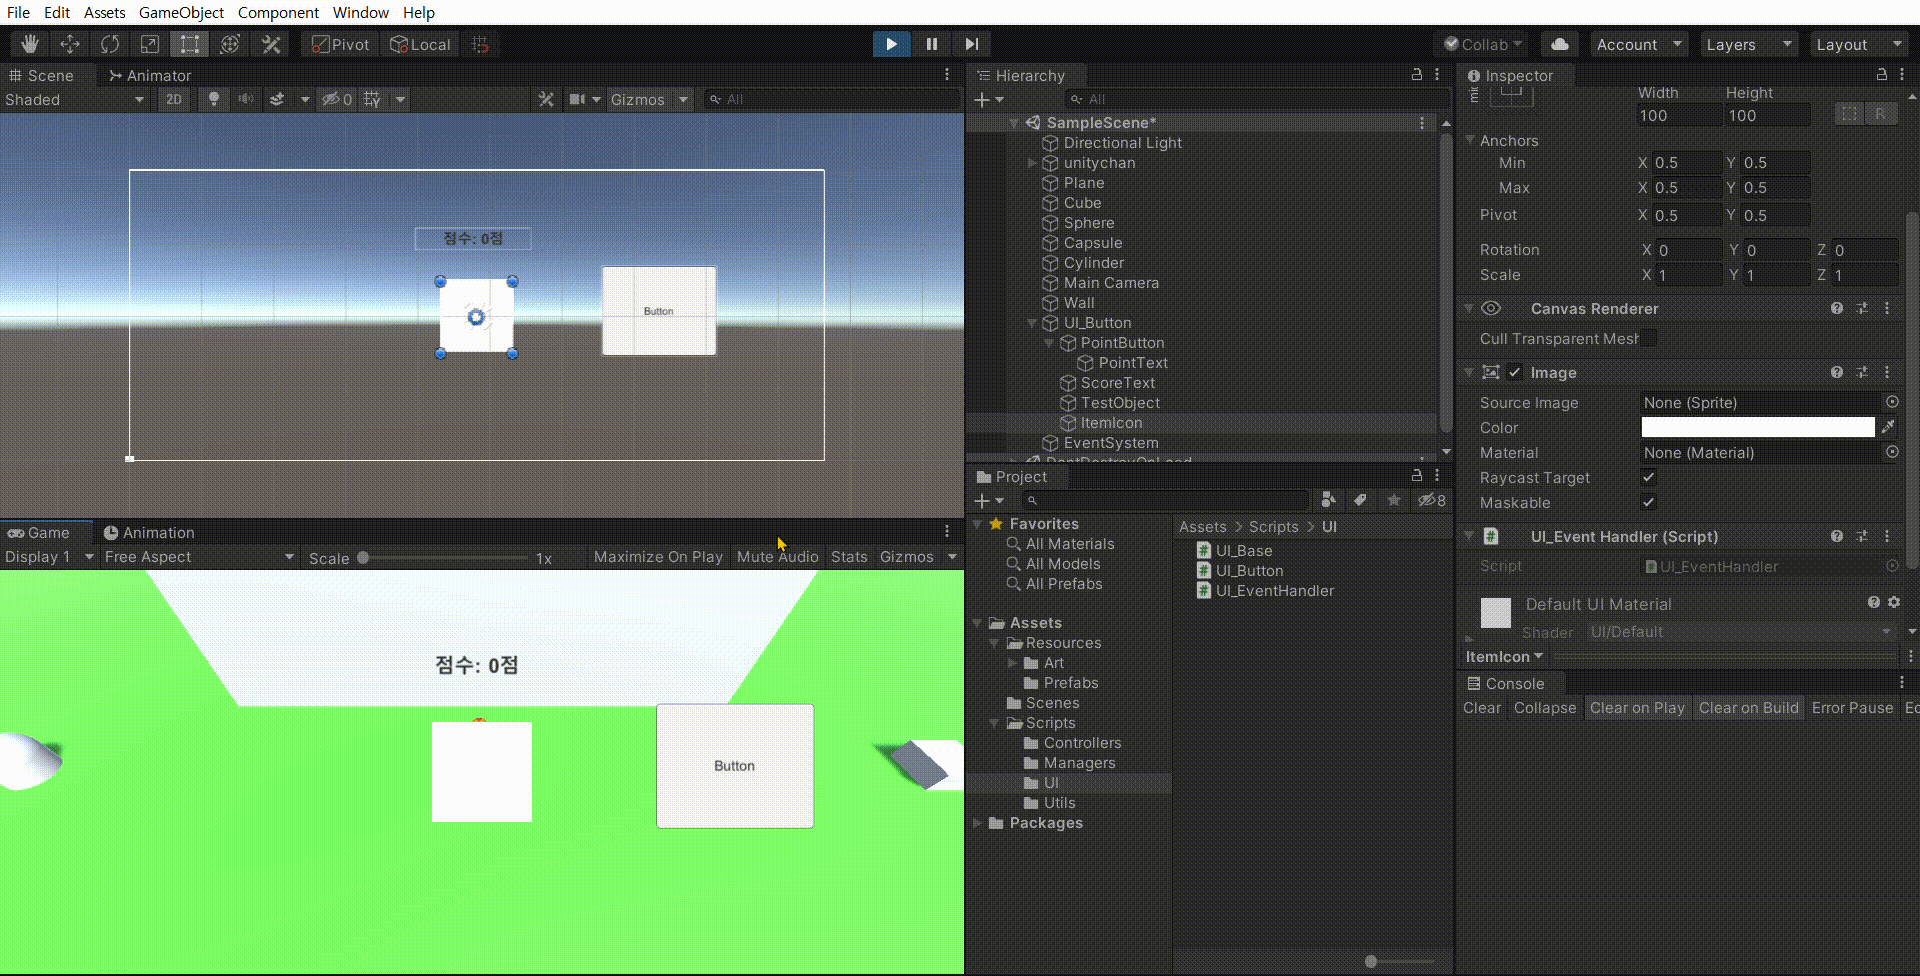 File Edit Assets GameObject Component Window Help
Pivot Local Collab Account Layers Layout
Scene Animator
Shaded 2D 0 Gizmos All
점수: 0점
Button
Game Animation
Display 1 Free Aspect Scale 1x Maximize On Play Mute Audio Stats Gizmos
점수: 0점
Button
Hierarchy
All
SampleScene*
Directional Light
unitychan
Plane
Cube
Sphere
Capsule
Cylinder
Main Camera
Wall
UI_Button
PointButton
PointText
ScoreText
TestObject
ItemIcon
EventSystem
DontDestroyOnLoad
Project
8
Favorites
All Materials
All Models
All Prefabs
Assets
Resources
Art
Prefabs
Scenes
Scripts
Controllers
Managers
UI
Utils
Packages
Assets > Scripts > UI
UI_Base
UI_Button
UI_EventHandler
Inspector
Width Height
100 100 R
Anchors
Min X 0.5 Y 0.5
Max X 0.5 Y 0.5
Pivot X 0.5 Y 0.5
Rotation X 0 Y 0 Z 0
Scale X 1 Y 1 Z 1
Canvas Renderer
Cull Transparent Mesh
Image
Source Image None (Sprite)
Color
Material None (Material)
Raycast Target
Maskable
UI_Event Handler (Script)
Script UI_EventHandler
Default UI Material
Shader UI/Default
ItemIcon
Console
Clear Collapse Clear on Play Clear on Build Error Pause